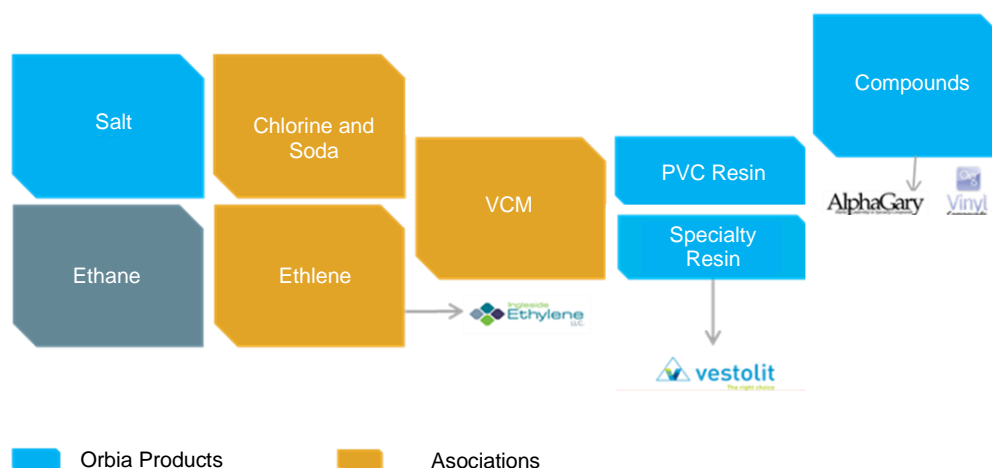 Salt
Chlorine and
Soda
Compounds
VCM
PVC Resin
Specialty
Resin
Ethane
Ethlene
AlphaGary
Vinyl
Ingleside
Ethylene
LLC.
vestolit
The right choice
Orbia Products
Asociations